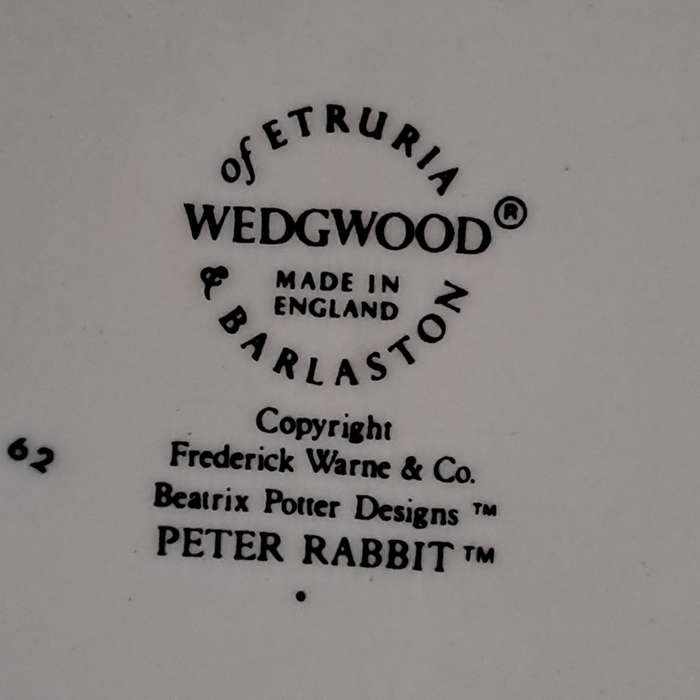 of ETRURIA
WEDGWOOD®
MADE IN
ENGLAND
& BARLASTON
Copyright
Frederick Warne & Co.
Beatrix Potter Designs ™
PETER RABBIT ™
62